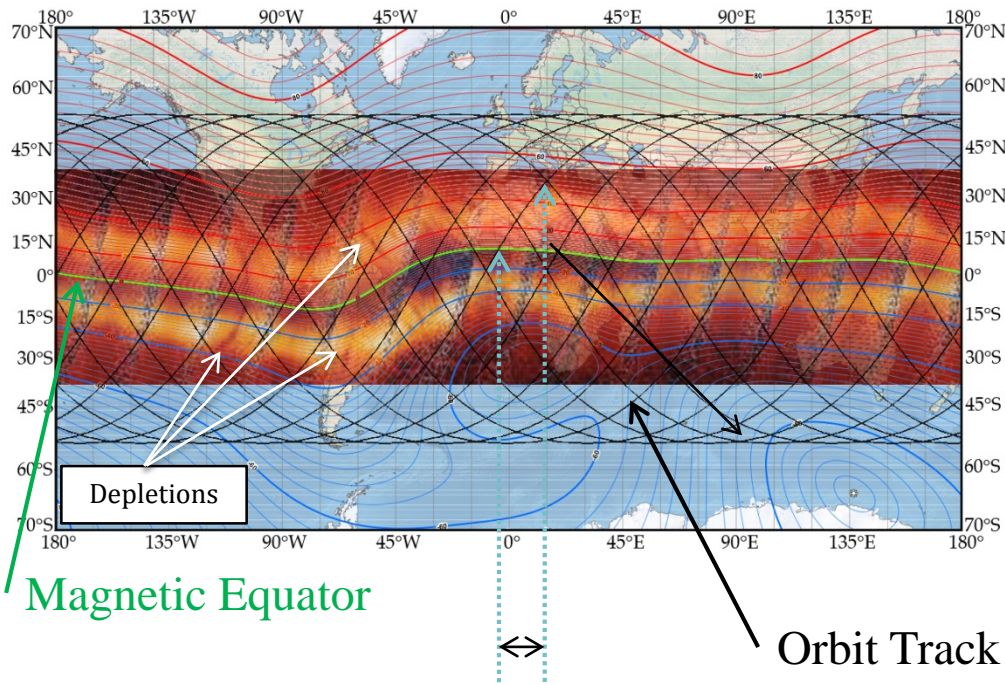 180° 135°W 90°W 45°W 0° 45°E 90°E 135°E 180°
70°N 70°N
60°N 60°N
45°N 45°N
30°N 30°N
15°N 15°N
0° 0°
15°S 15°S
30°S 30°S
45°S 45°S
60°S 60°S
70°S 70°S
Depletions
180° 135°W 90°W 45°W 0° 45°E 90°E 135°E 180°
Magnetic Equator
Orbit Track